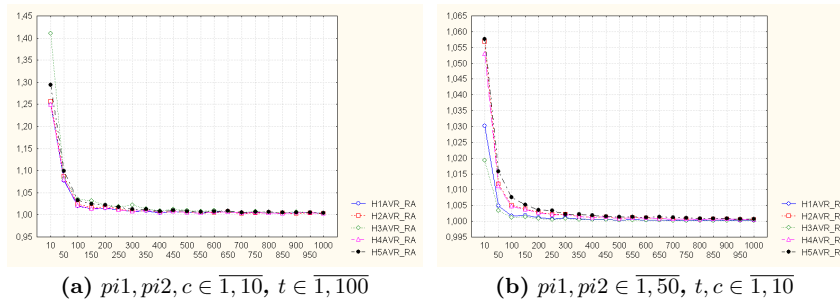 1,45
1,40
1,35
1,30
1,25
1,20
1,15
1,10
1,05
1,00
0,95
10 100 200 300 400 500 600 700 800 900 1000
50 150 250 350 450 550 650 750 850 950
H1AVR_RA
H2AVR_RA
H3AVR_RA
H4AVR_RA
H5AVR_RA
(a) pi1, pi2, c ∈ 1, 10, t ∈ 1, 100
1,065
1,060
1,055
1,050
1,045
1,040
1,035
1,030
1,025
1,020
1,015
1,010
1,005
1,000
0,995
10 100 200 300 400 500 600 700 800 900 1000
50 150 250 350 450 550 650 750 850 950
H1AVR_R
H2AVR_R
H3AVR_R
H4AVR_R
H5AVR_R
(b) pi1, pi2 ∈ 1, 50, t, c ∈ 1, 10